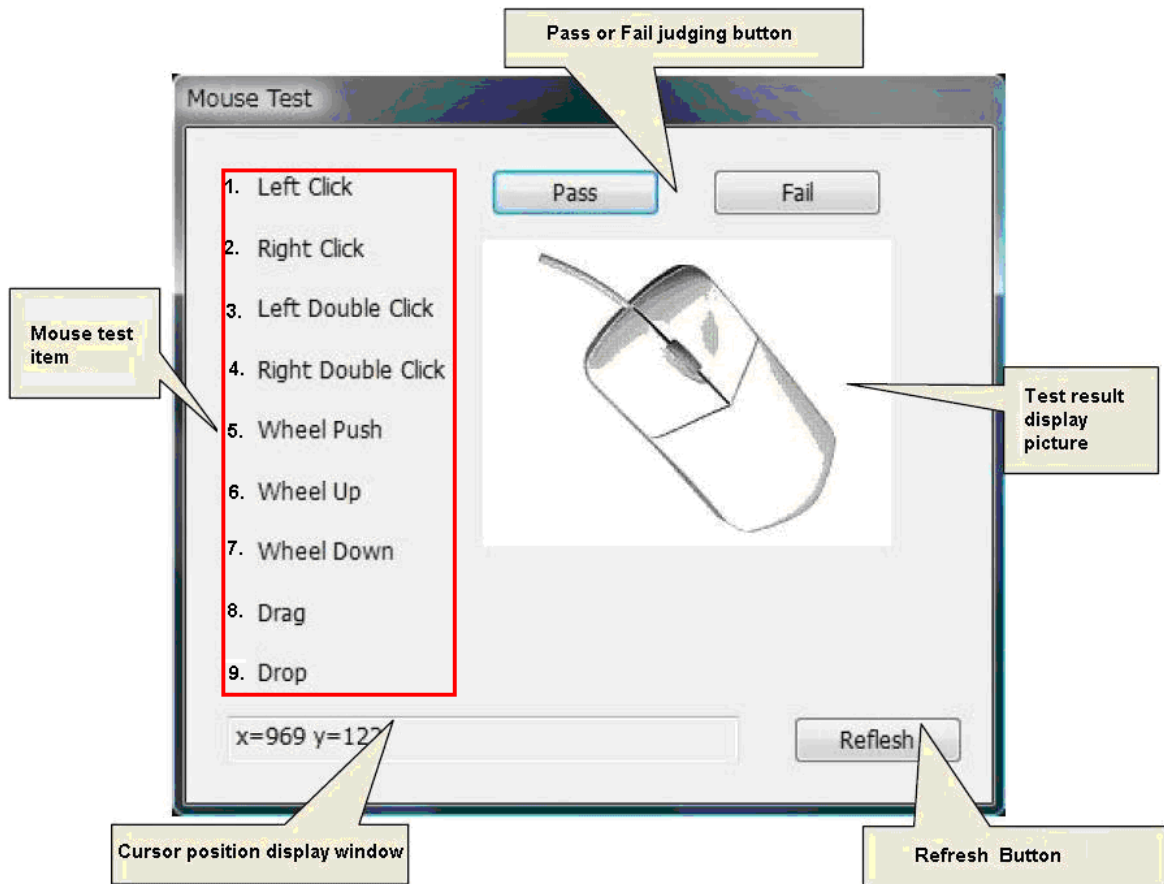 Pass or Fail judging button
Mouse Test
1. Left Click
2. Right Click
3. Left Double Click
4. Right Double Click
5. Wheel Push
6. Wheel Up
7. Wheel Down
8. Drag
9. Drop
Pass
Fail
Mouse test
item
Test result
display
picture
x=969 y=122
Reflesh
Cursor position display window
Refresh Button